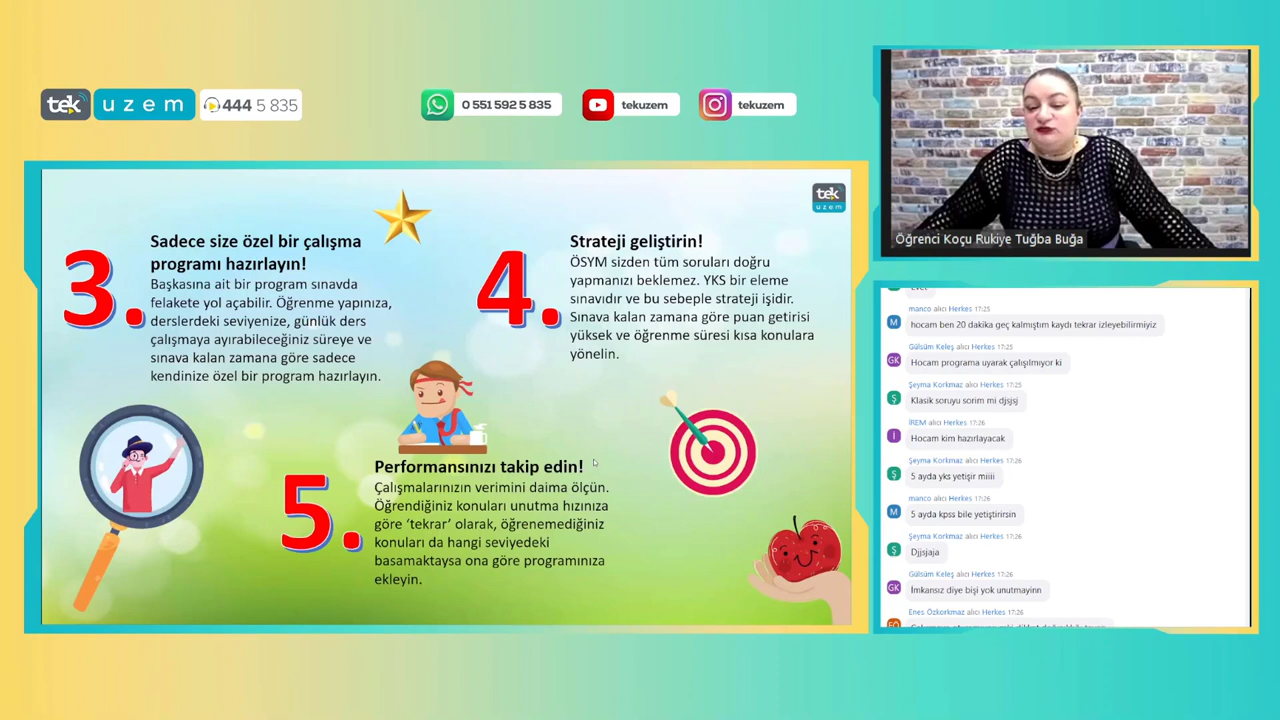 tek uzem 444 5 835
0 551 592 5 835
tekuzem
tekuzem
tek
uzem
3.
Sadece size özel bir çalışma
programı hazırlayın!
Başkasına ait bir program sınavda
felakete yol açabilir. Öğrenme yapınıza,
derslerdeki seviyenize, günlük ders
çalışmaya ayırabileceğiniz süreye ve
sınava kalan zamana göre sadece
kendinize özel bir program hazırlayın.
4.
Strateji geliştirin!
ÖSYM sizden tüm soruları doğru
yapmanızı beklemez. YKS bir eleme
sınavıdır ve bu sebeple strateji işidir.
Sınava kalan zamana göre puan getirisi
yüksek ve öğrenme süresi kısa konulara
yönelin.
5.
Performansınızı takip edin!
Çalışmalarınızın verimini daima ölçün.
Öğrendiğiniz konuları unutma hızınıza
göre ‘tekrar’ olarak, öğrenemediğiniz
konuları da hangi seviyedeki
basamaktaysa ona göre programınıza
ekleyin.
Öğrenci Koçu Rukiye Tuğba Buğa
manco alıcı Herkes 17:25
M
hocam ben 20 dakika geç kalmıştım kaydı tekrar izleyebilirmiyiz
Gülsüm Keleş alıcı Herkes 17:25
GK
Hocam programa uyarak çalışılmıyor ki
Şeyma Korkmaz alıcı Herkes 17:25
Ş
Klasik soruyu sorim mi djsjsj
İREM alıcı Herkes 17:26
İ
Hocam kim hazırlayacak
Şeyma Korkmaz alıcı Herkes 17:26
Ş
5 ayda yks yetişir miiii
manco alıcı Herkes 17:26
M
5 ayda kpss bile yetiştirirsin
Şeyma Korkmaz alıcı Herkes 17:26
Ş
Djjsjaja
Gülsüm Keleş alıcı Herkes 17:26
GK
İmkansız diye bişi yok unutmayinn
Enes Özkorkmaz alıcı Herkes 17:26